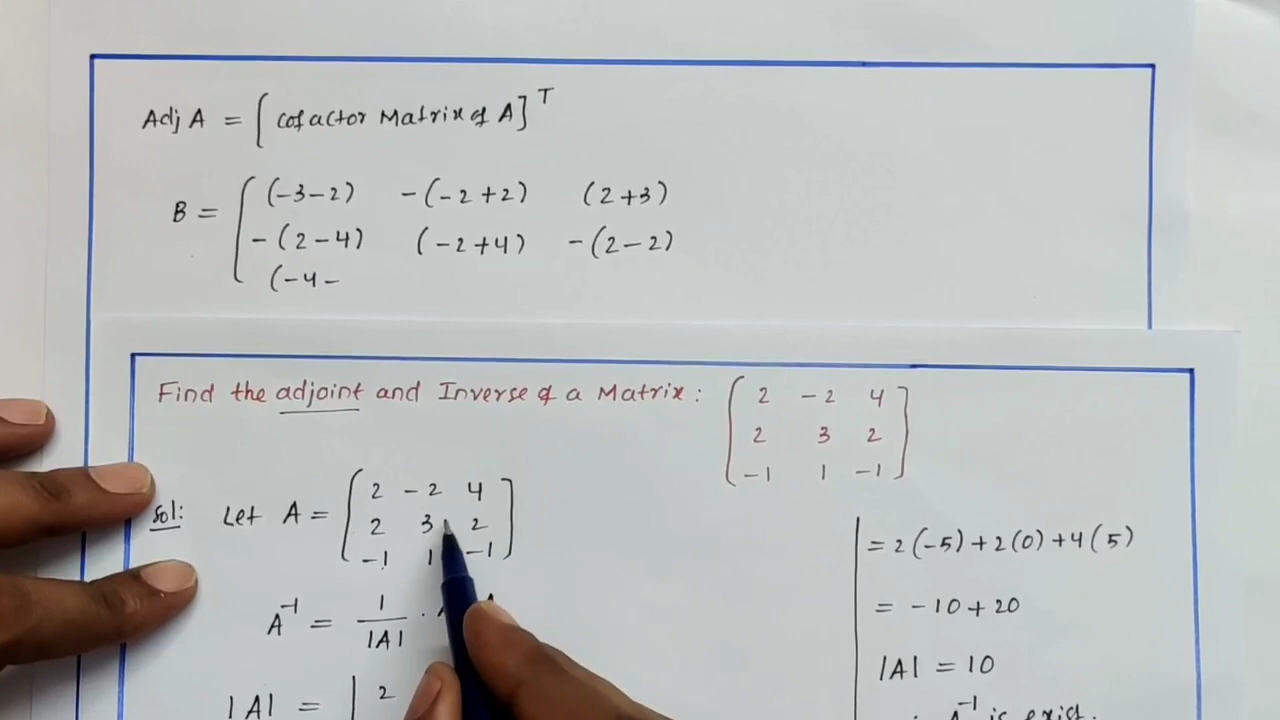 Adj A = [ cofactor Matrix of A]^T
B = [ (-3-2) -(-2+2) (2+3)
-(2-4) (-2+4) -(2-2)
(-4-
Find the adjoint and Inverse of a Matrix: [ 2 -2 4
2 3 2
-1 1 -1 ]
Sol: Let A = [ 2 -2 4
2 3 2
-1 1 -1 ]
A^-1 = 1/|A| .
|A| = | 2
= 2(-5)+2(0)+4(5)
= -10+20
|A| = 10
A^-1 is exist.